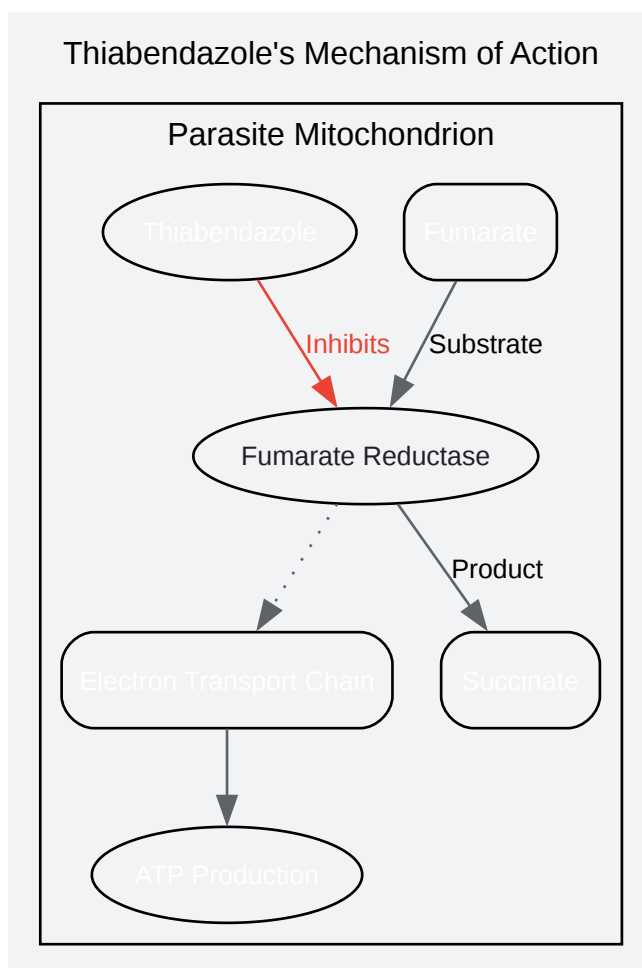 Thiabendazole's Mechanism of Action
Parasite Mitochondrion
Thiabendazole
Fumarate
Inhibits
Substrate
Fumarate Reductase
Product
Electron Transport Chain
Succinate
ATP Production